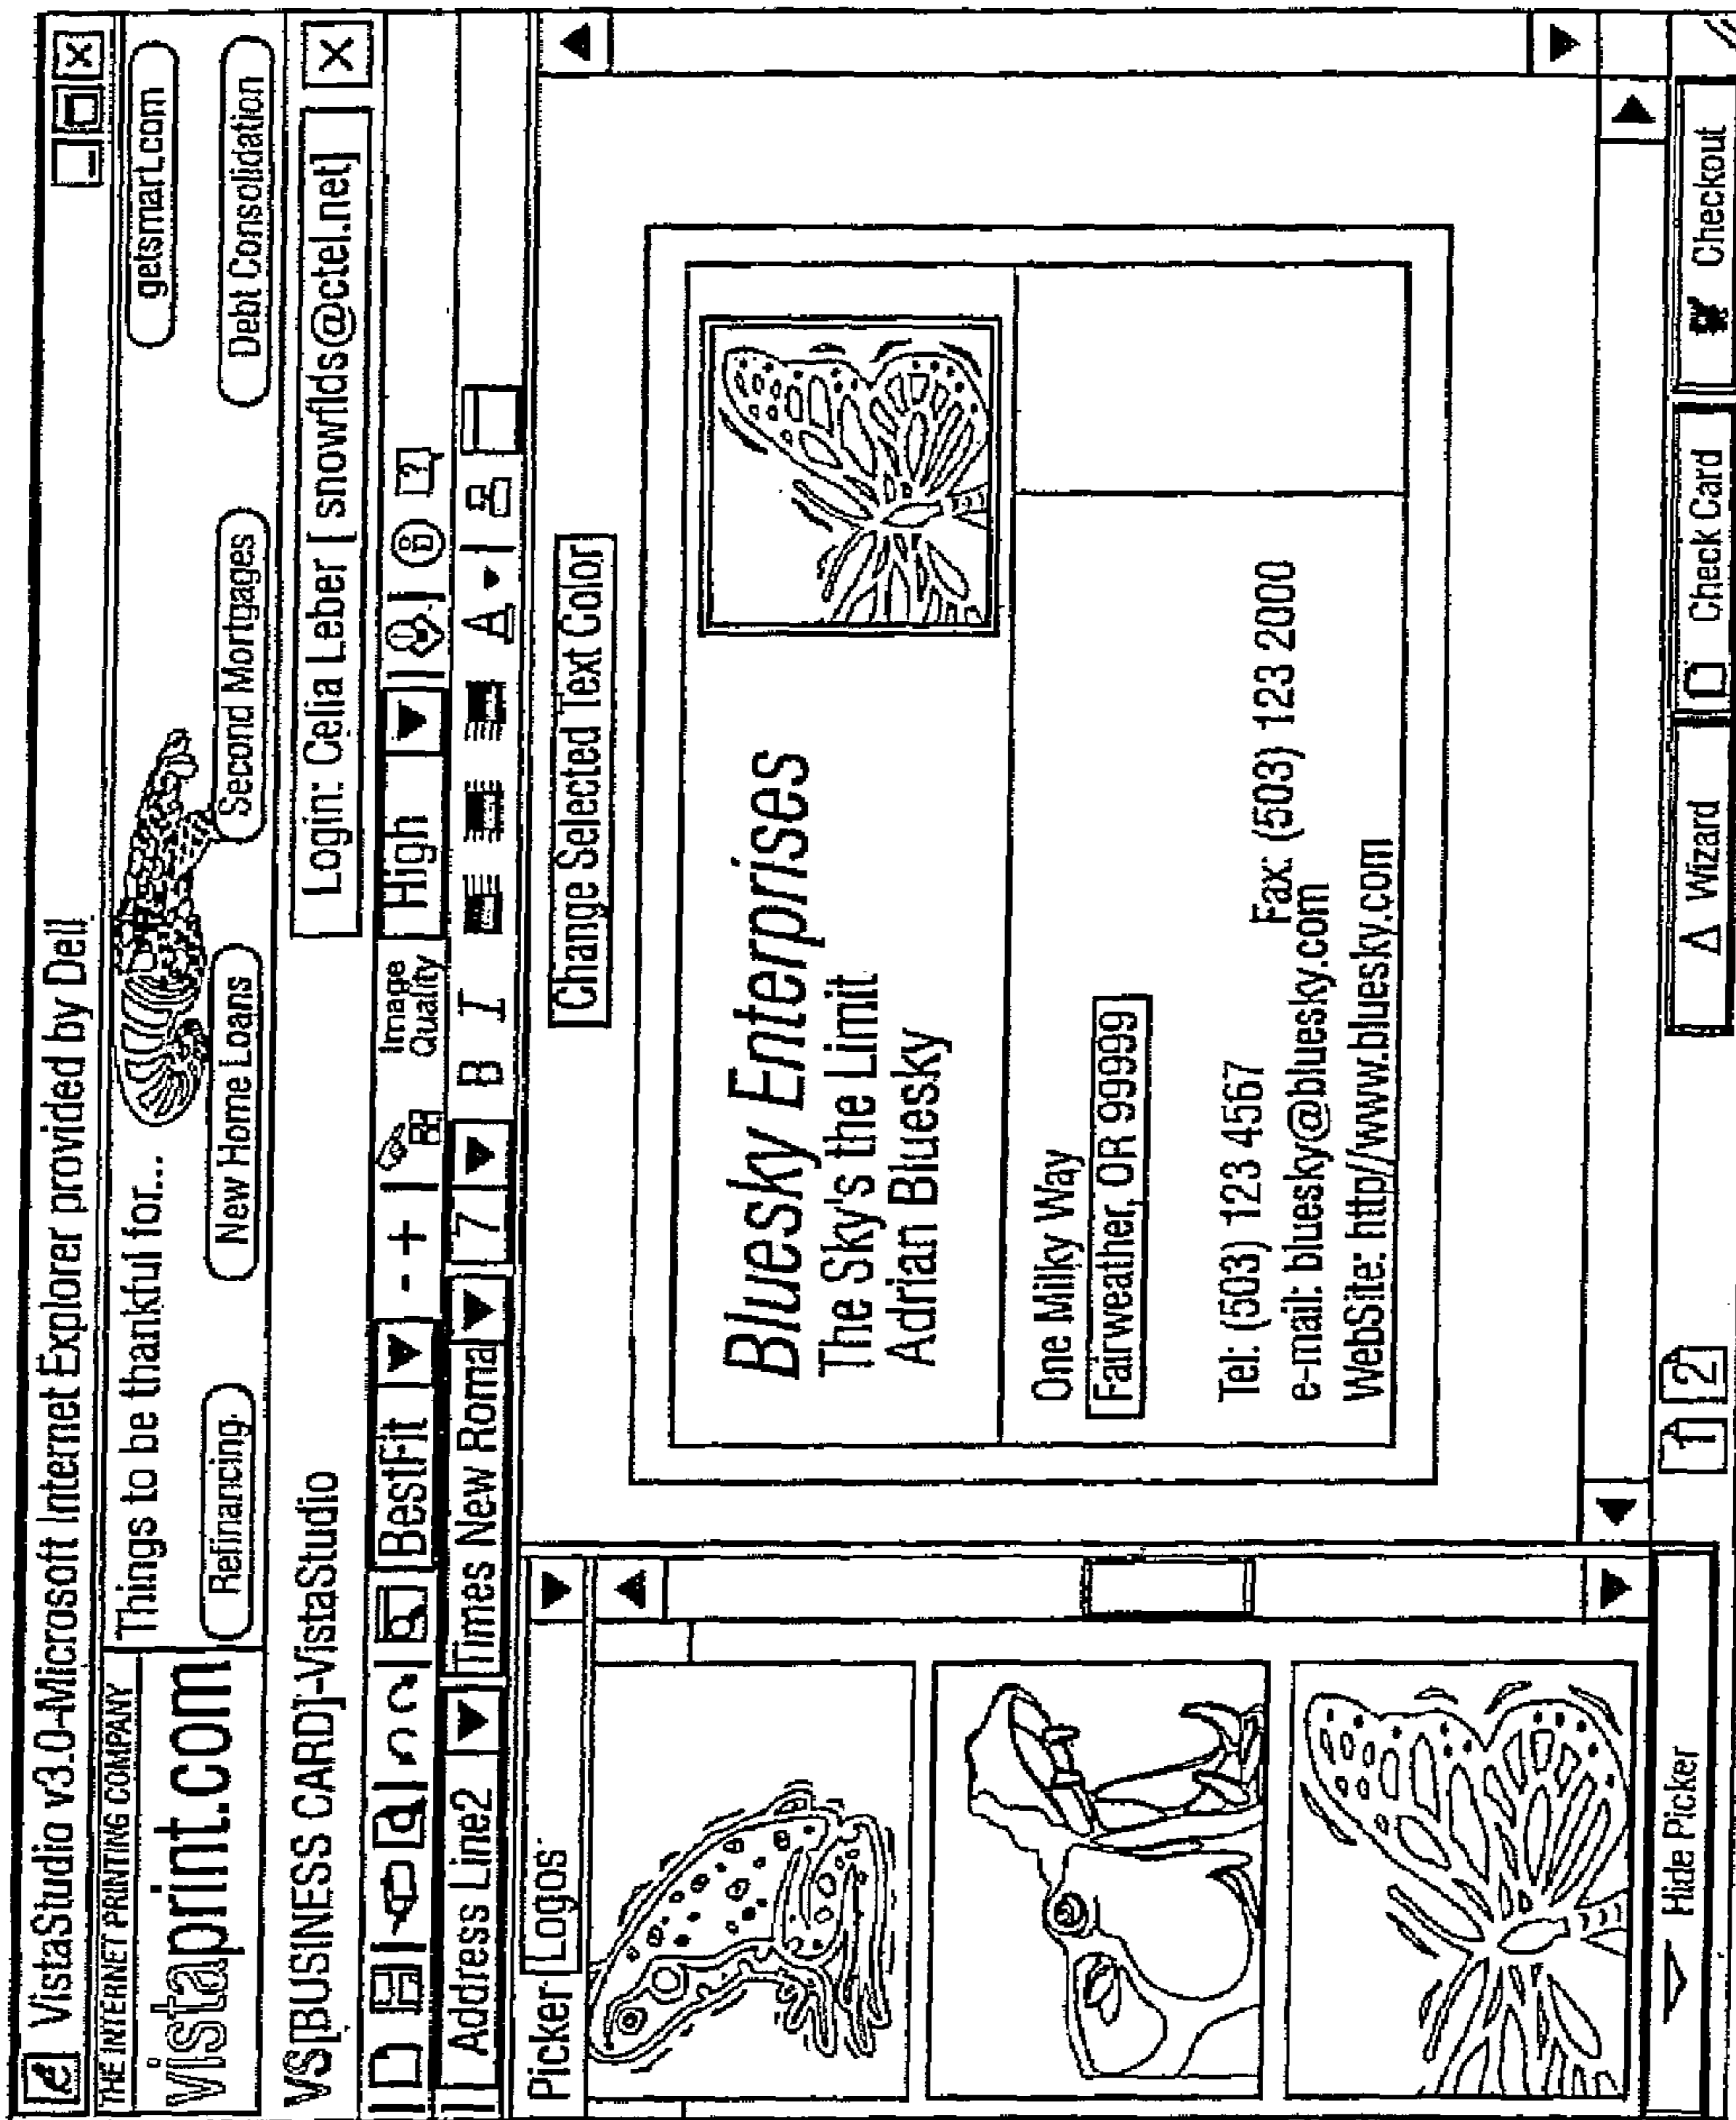 VistaStudio v3.0-Microsoft Internet Explorer provided by Dell
THE INTERNET PRINTING COMPANY
vistaprint.com
Things to be thankful for...
getsmart.com
Refinancing
New Home Loans
Second Mortgages
Debt Consolidation
VS[BUSINESS CARD]-VistaStudio
Login: Celia Leber [ snowflds@ctel.net]
BestFit
- +
Image
Quality
High
?
Address Line2
Times New Roma
7
B I
A
Picker
Logos
Change Selected Text Color
Bluesky Enterprises
The Sky's the Limit
Adrian Bluesky
One Milky Way
Fairweather, OR 99999
Tel: (503) 123 4567
Fax: (503) 123 2000
e-mail: bluesky@bluesky.com
WebSite: http//www.bluesky.com
Hide Picker
1 2
Wizard
Check Card
Checkout